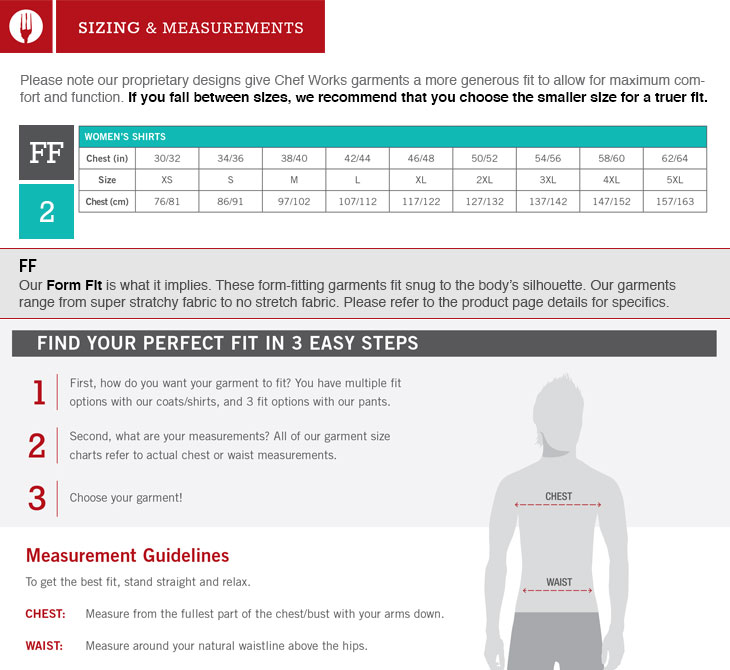 SIZING & MEASUREMENTS
Please note our proprietary designs give Chef Works garments a more generous fit to allow for maximum com-
fort and function. If you fall between sizes, we recommend that you choose the smaller size for a truer fit.
FF
2
WOMEN'S SHIRTS
Chest (in) 30/32 34/36 38/40 42/44 46/48 50/52 54/56 58/60 62/64
Size XS S M L XL 2XL 3XL 4XL 5XL
Chest (cm) 76/81 86/91 97/102 107/112 117/122 127/132 137/142 147/152 157/163
FF
Our Form Fit is what it implies. These form-fitting garments fit snug to the body's silhouette. Our garments
range from super stratchy fabric to no stretch fabric. Please refer to the product page details for specifics.
FIND YOUR PERFECT FIT IN 3 EASY STEPS
1 First, how do you want your garment to fit? You have multiple fit
options with our coats/shirts, and 3 fit options with our pants.
2 Second, what are your measurements? All of our garment size
charts refer to actual chest or waist measurements.
3 Choose your garment!
CHEST
WAIST
Measurement Guidelines
To get the best fit, stand straight and relax.
CHEST: Measure from the fullest part of the chest/bust with your arms down.
WAIST: Measure around your natural waistline above the hips.